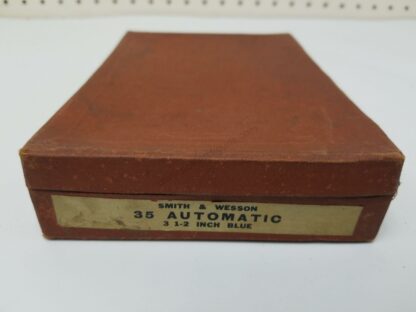 SMITH & WESSON
35 AUTOMATIC
3 1-2 INCH BLUE